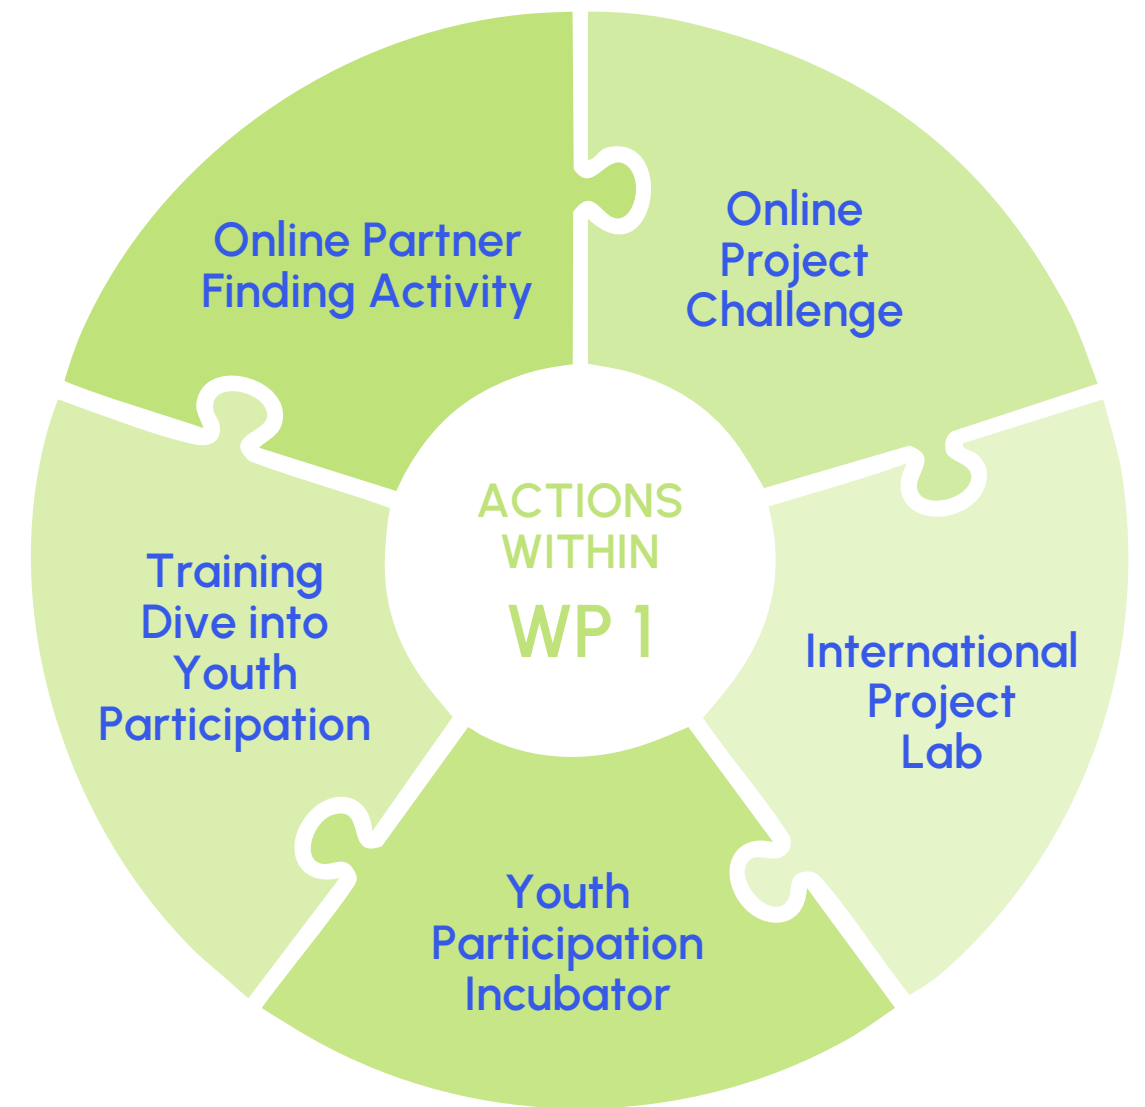 Online Partner
Finding Activity
Online
Project
Challenge
ACTIONS
WITHIN
WP 1
Training
Dive into
Youth
Participation
International
Project
Lab
Youth
Participation
Incubator